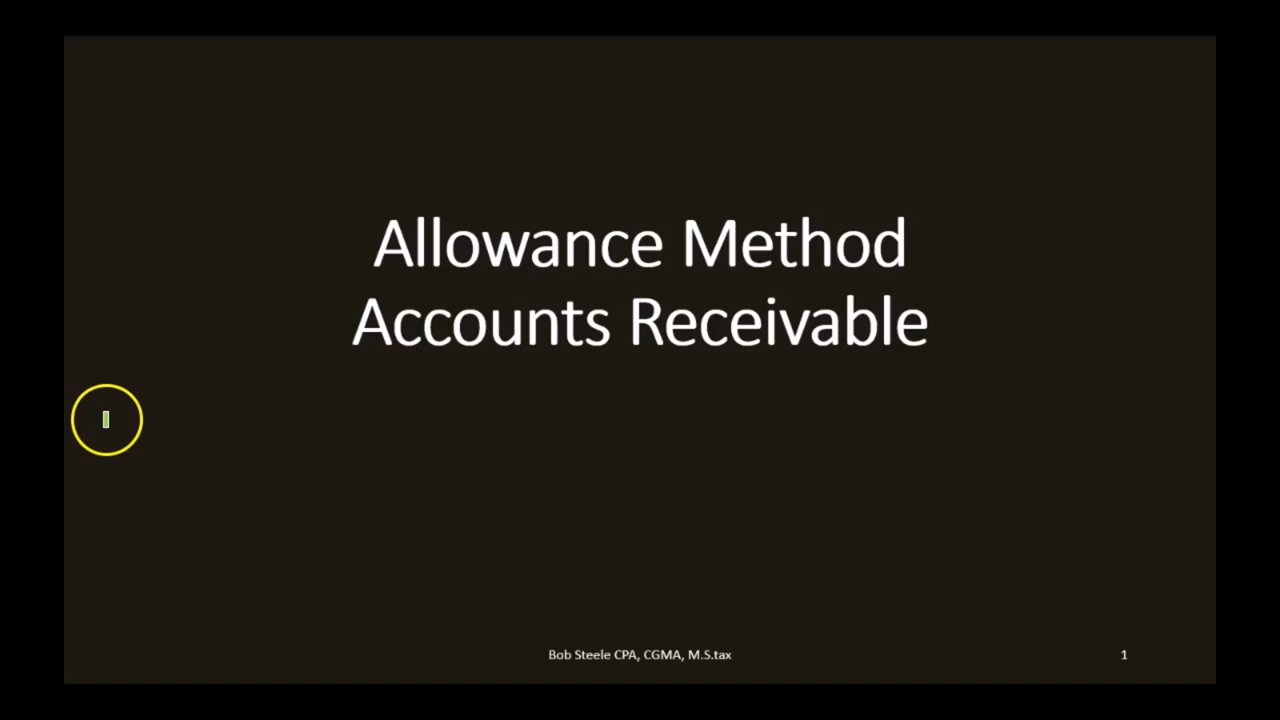 Allowance Method
Accounts Receivable
Bob Steele CPA, CGMA, M.S.tax
1